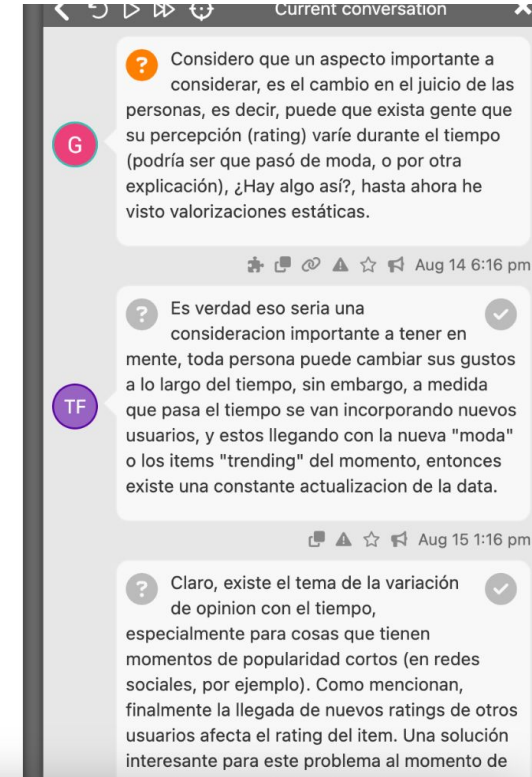 Current conversation
? Considero que un aspecto importante a
considerar, es el cambio en el juicio de las
personas, es decir, puede que exista gente que
su percepción (rating) varíe durante el tiempo
(podría ser que pasó de moda, o por otra
explicación), ¿Hay algo así?, hasta ahora he
visto valorizaciones estáticas.
G
Aug 14 6:16 pm
? Es verdad eso seria una
consideracion importante a tener en
mente, toda persona puede cambiar sus gustos
a lo largo del tiempo, sin embargo, a medida
que pasa el tiempo se van incorporando nuevos
usuarios, y estos llegando con la nueva "moda"
o los items "trending" del momento, entonces
existe una constante actualizacion de la data.
TF
Aug 15 1:16 pm
? Claro, existe el tema de la variación
de opinion con el tiempo,
especialmente para cosas que tienen
momentos de popularidad cortos (en redes
sociales, por ejemplo). Como mencionan,
finalmente la llegada de nuevos ratings de otros
usuarios afecta el rating del item. Una solución
interesante para este problema al momento de